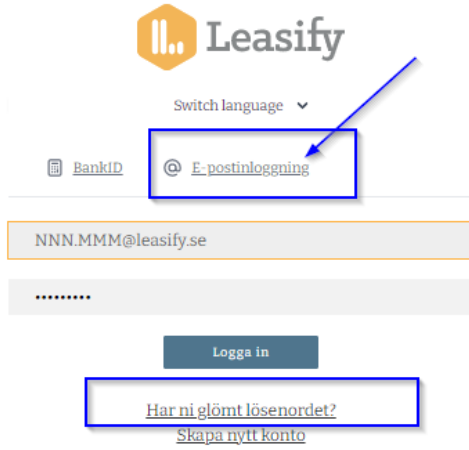 Leasify
Switch language
BankID
@ E-postinloggning
NNN.MMM@leasify.se
•••••••••
Logga in
Har ni glömt lösenordet?
Skapa nytt konto